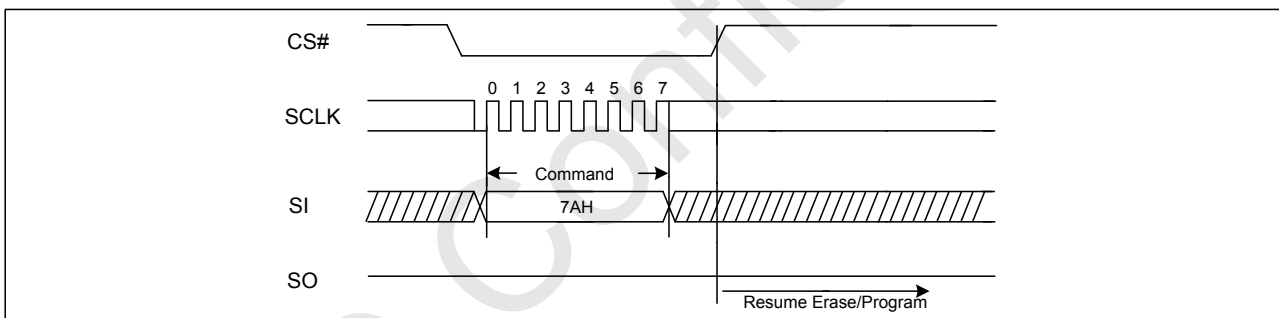 CS#
0 1 2 3 4 5 6 7
SCLK
Command
SI
7AH
SO
Resume Erase/Program